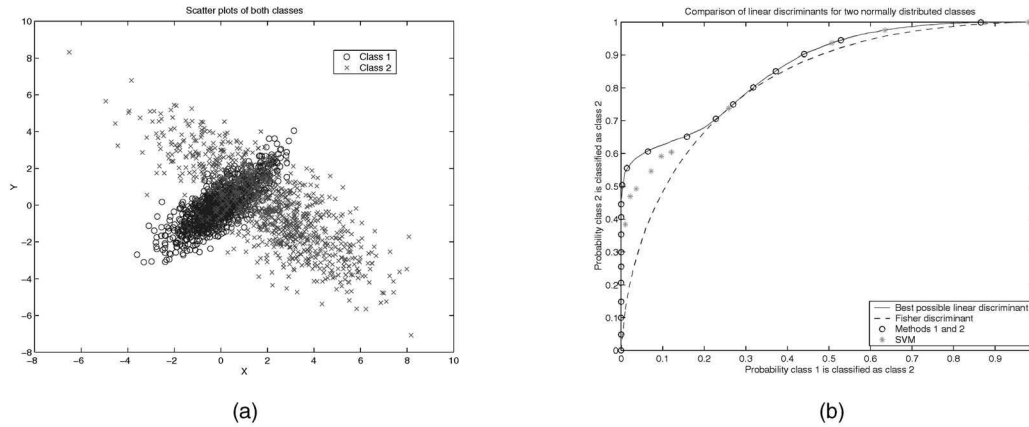 Scatter plots of both classes
10
8
6
4
2
0
−2
−4
−6
−8
Y
Class 1
Class 2
−8 −6 −4 −2 0 2 4 6 8 10
X
(a)
Comparison of linear discriminants for two normally distributed classes
1
0.9
0.8
0.7
0.6
0.5
0.4
0.3
0.2
0.1
0
Probability class 2 is classified as class 2
Best possible linear discriminant
Fisher discriminant
Methods 1 and 2
SVM
0 0.1 0.2 0.3 0.4 0.5 0.6 0.7 0.8 0.9
Probability class 1 is classified as class 2
(b)